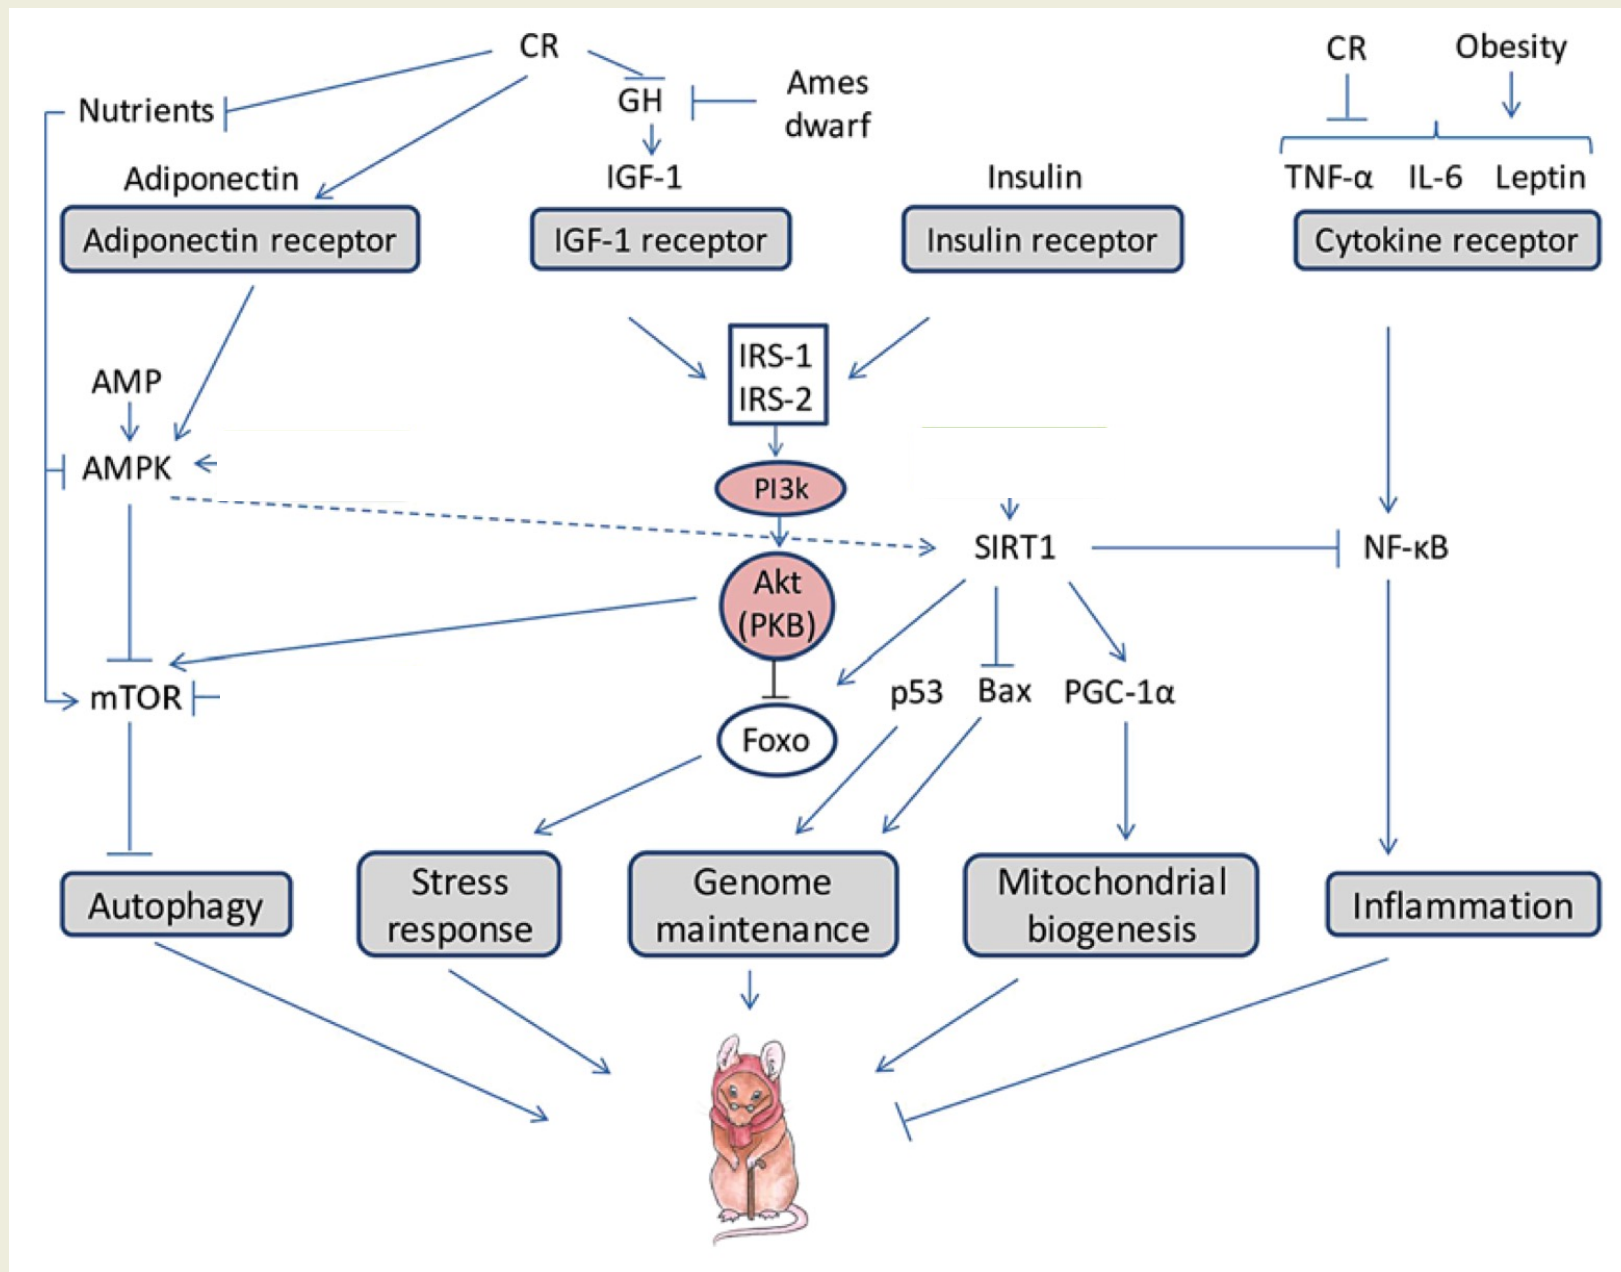 CR
CR
Obesity
Nutrients
GH
Ames
dwarf
Adiponectin
IGF-1
Insulin
TNF-α
IL-6
Leptin
Adiponectin receptor
IGF-1 receptor
Insulin receptor
Cytokine receptor
IRS-1
IRS-2
AMP
AMPK
PI3k
SIRT1
NF-κB
Akt
(PKB)
mTOR
p53
Bax
PGC-1α
Foxo
Autophagy
Stress
response
Genome
maintenance
Mitochondrial
biogenesis
Inflammation